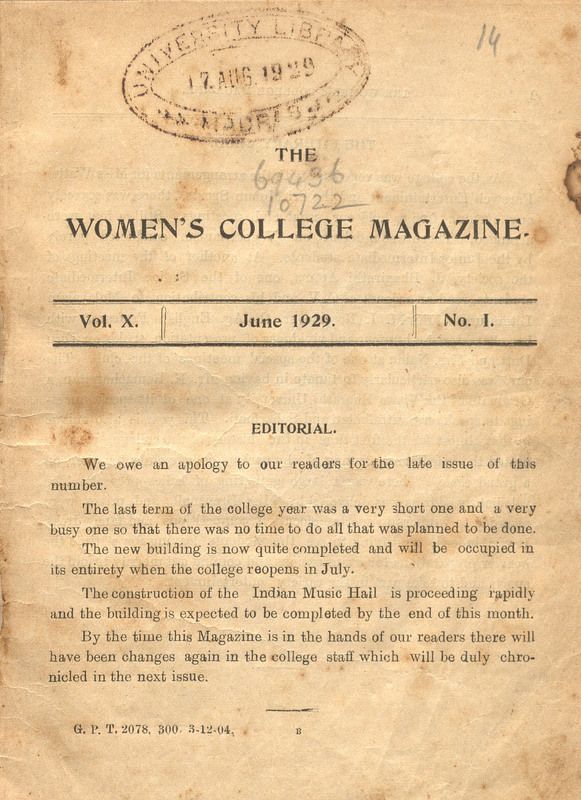 14
UNIVERSITY LIBRARY
17 AUG. 1929
MADRAS
THE
69436
10722
WOMEN'S COLLEGE MAGAZINE.
Vol. X. June 1929. No. I.
EDITORIAL.
We owe an apology to our readers for the late issue of this
number.
The last term of the college year was a very short one and a very
busy one so that there was no time to do all that was planned to be done.
The new building is now quite completed and will be occupied in
its entirety when the college reopens in July.
The construction of the Indian Music Hall is proceeding rapidly
and the building is expected to be completed by the end of this month.
By the time this Magazine is in the hands of our readers there will
have been changes again in the college staff which will be duly chro-
nicled in the next issue.
G. P. T. 2078. 300. 3-12-04. B